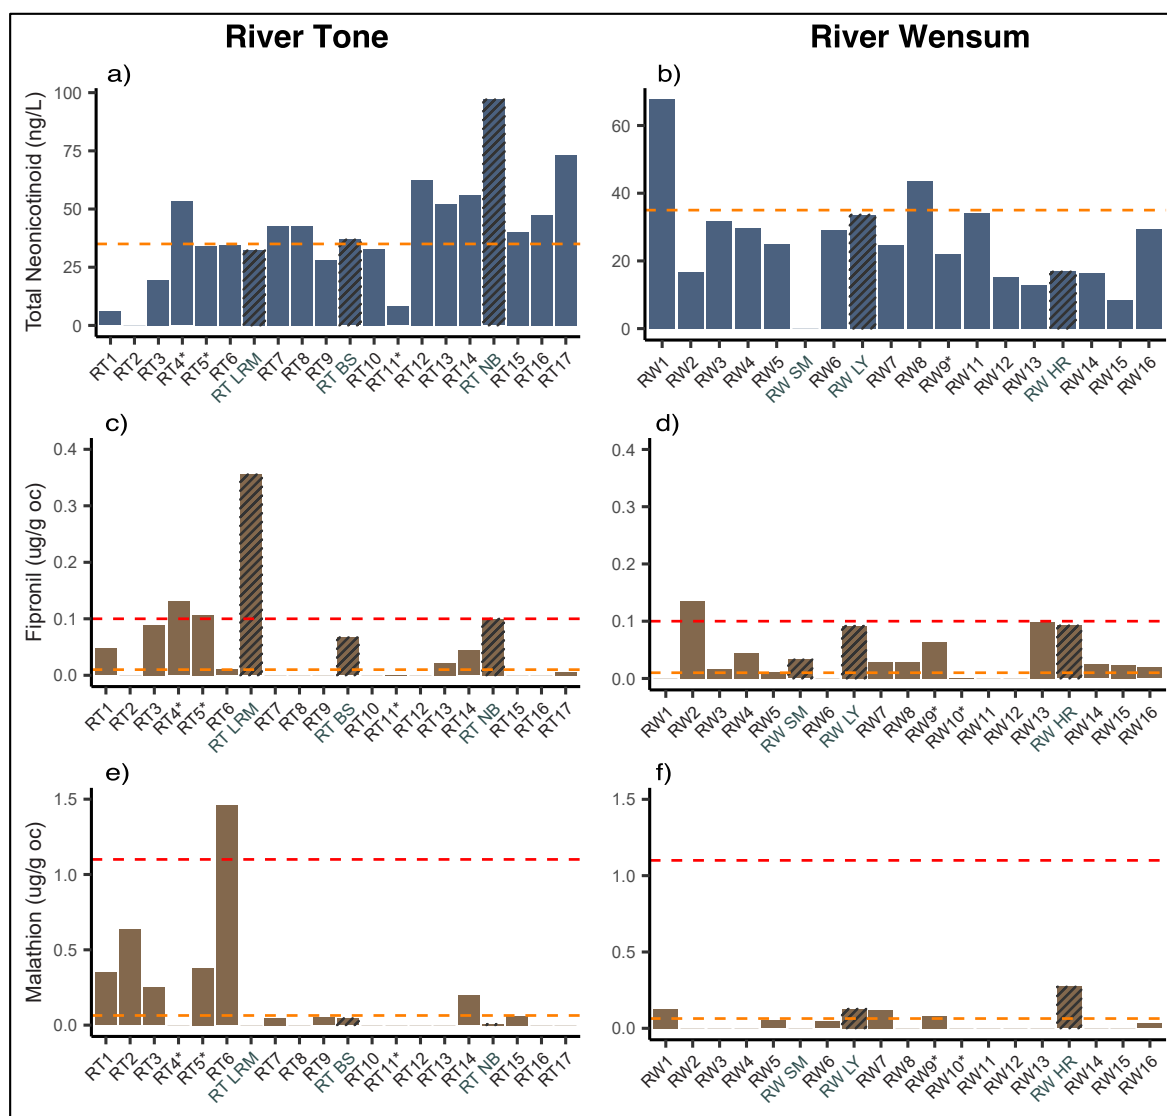 River Tone
River Wensum
a)
b)
Total Neonicotinoid (ng/L)
100
75
50
25
0
60
40
20
0
RT1 RT2 RT3 RT4* RT5* RT6 RT LRM RT7 RT8 RT9 RT BS RT10 RT11* RT12 RT13 RT14 RT NB RT15 RT16 RT17
RW1 RW2 RW3 RW4 RW5 RW SM RW6 RW LY RW7 RW8 RW9* RW11 RW12 RW13 RW HR RW14 RW15 RW16
c)
d)
Fipronil (ug/g oc)
0.4
0.3
0.2
0.1
0.0
0.4
0.3
0.2
0.1
0.0
RT1 RT2 RT3 RT4* RT5* RT6 RT LRM RT7 RT8 RT9 RT BS RT10 RT11* RT12 RT13 RT14 RT NB RT15 RT16 RT17
RW1 RW2 RW3 RW4 RW5 RW SM RW6 RW LY RW7 RW8 RW9* RW10* RW11 RW12 RW13 RW HR RW14 RW15 RW16
e)
f)
Malathion (ug/g oc)
1.5
1.0
0.5
0.0
1.5
1.0
0.5
0.0
RT1 RT2 RT3 RT4* RT5* RT6 RT LRM RT7 RT8 RT9 RT BS RT10 RT11* RT12 RT13 RT14 RT NB RT15 RT16 RT17
RW1 RW2 RW3 RW4 RW5 RW SM RW6 RW LY RW7 RW8 RW9* RW10* RW11 RW12 RW13 RW HR RW14 RW15 RW16